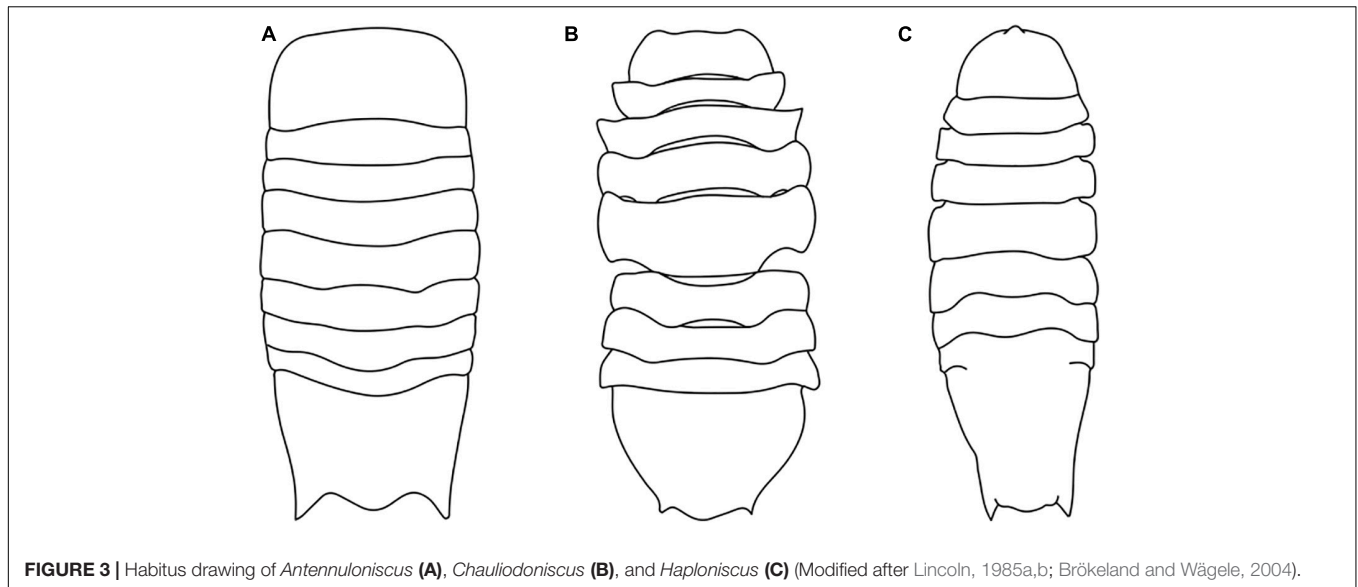 A
B
C
FIGURE 3 | Habitus drawing of Antennuloniscus (A), Chauliodoniscus (B), and Haploniscus (C) (Modified after Lincoln, 1985a,b; Brökeland and Wägele, 2004).